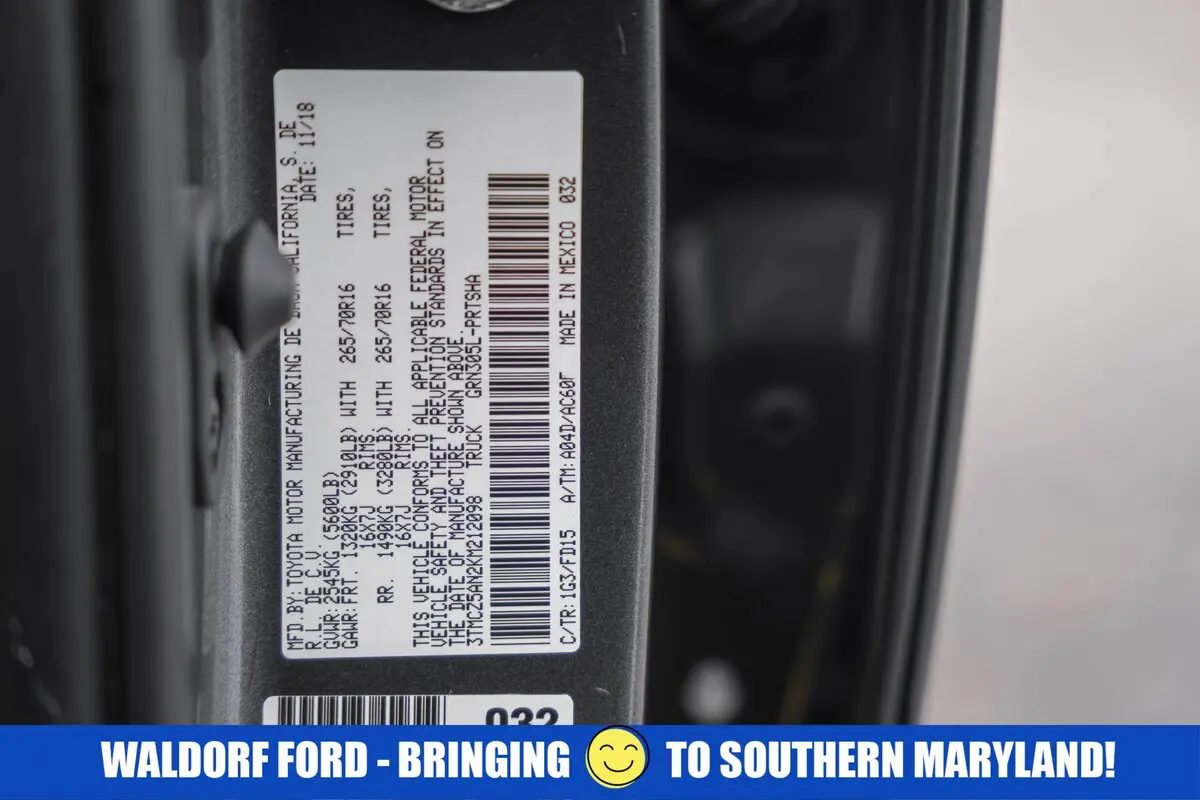 MFD.BY:TOYOTA MOTOR MANUFACTURING DE CALIFORNIA, S. DE
R.L. DE C.V. DATE: 11/18
GVWR:2545KG (5600LB)
GAWR:FRT. 1320KG (2910LB) WITH 265/70R16 TIRES,
16X7J RIMS.
RR. 1490KG (3280LB) WITH 265/70R16 TIRES,
16X7J RIMS.
THIS VEHICLE CONFORMS TO ALL APPLICABLE FEDERAL MOTOR
VEHICLE SAFETY AND THEFT PREVENTION STANDARDS IN EFFECT ON
THE DATE OF MANUFACTURE SHOWN ABOVE.
3TMCZ5AN2KM212098 TRUCK GRN305L-PRTSHA
C/TR:1G3/FD15 A/TM:A04D/AC60F MADE IN MEXICO 032
032
WALDORF FORD - BRINGING TO SOUTHERN MARYLAND!